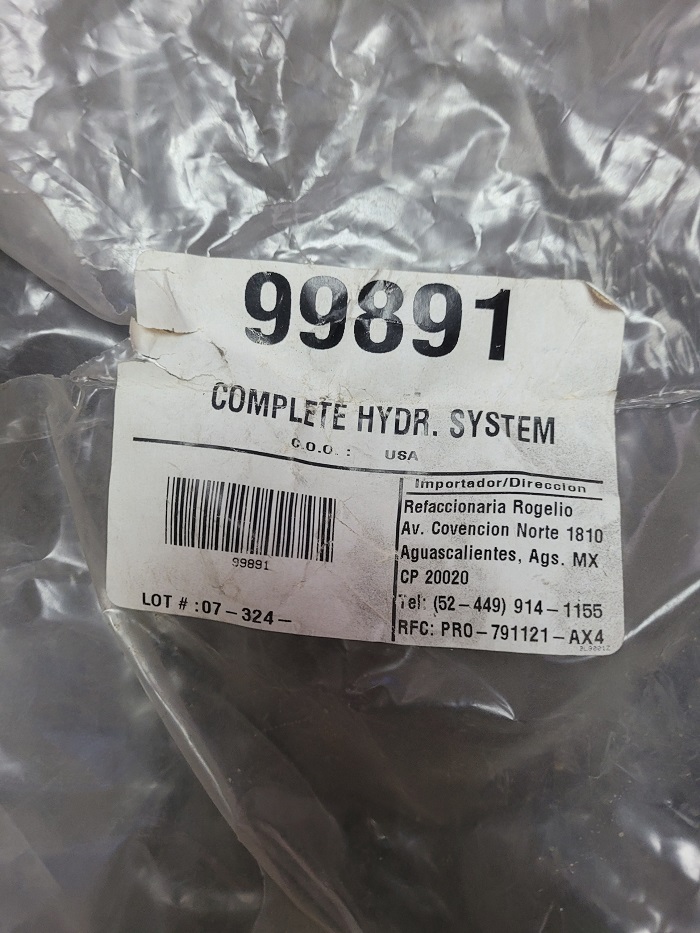 99891
COMPLETE HYDR. SYSTEM
C.O.O. : USA
99891
LOT # :07-324-
Importador/Direccion
Refaccionaria Rogelio
Av. Covencion Norte 1810
Aguascalientes, Ags. MX
CP 20020
Tel: (52-449) 914-1155
RFC: PRO-791121-AX4